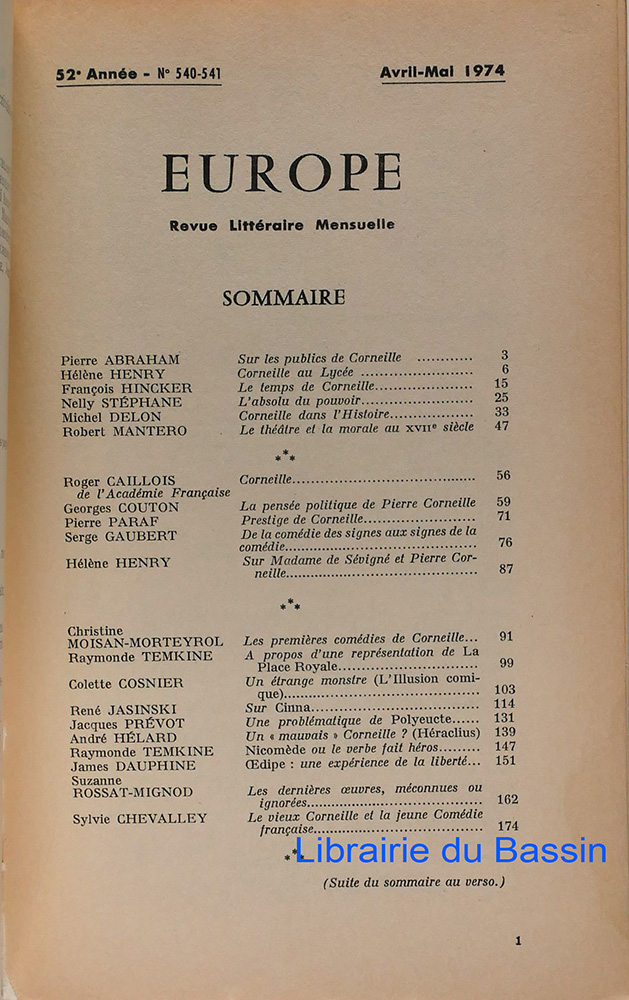 52e Année - N° 540-541 Avril-Mai 1974
EUROPE
Revue Littéraire Mensuelle
SOMMAIRE
Pierre ABRAHAM Sur les publics de Corneille ............ 3
Hélène HENRY Corneille au Lycée ........................ 6
François HINCKER Le temps de Corneille..................... 15
Nelly STÉPHANE L'absolu du pouvoir........................ 25
Michel DELON Corneille dans l'Histoire.................. 33
Robert MANTERO Le théâtre et la morale au XVIIe siècle 47
***
Roger CAILLOIS Corneille......................................... 56
de l'Académie Française
Georges COUTON La pensée politique de Pierre Corneille 59
Pierre PARAF Prestige de Corneille........................ 71
Serge GAUBERT De la comédie des signes aux signes de la
comédie........................................... 76
Hélène HENRY Sur Madame de Sévigné et Pierre Cor-
neille........................................... 87
***
Christine
MOISAN-MORTEYROL Les premières comédies de Corneille... 91
Raymonde TEMKINE A propos d'une représentation de La
Place Royale.............................. 99
Colette COSNIER Un étrange monstre (L'Illusion comi-
que)........................................... 103
René JASINSKI Sur Cinna..................................... 114
Jacques PRÉVOT Une problématique de Polyeucte...... 131
André HÉLARD Un « mauvais » Corneille ? (Héraclius) 139
Raymonde TEMKINE Nicomède ou le verbe fait héros......... 147
James DAUPHINE Œdipe : une expérience de la liberté... 151
Suzanne
ROSSAT-MIGNOD Les dernières œuvres, méconnues ou
ignorées...................................... 162
Sylvie CHEVALLEY Le vieux Corneille et la jeune Comédie
française..................................... 174
***
Librairie du Bassin
(Suite du sommaire au verso.)
1